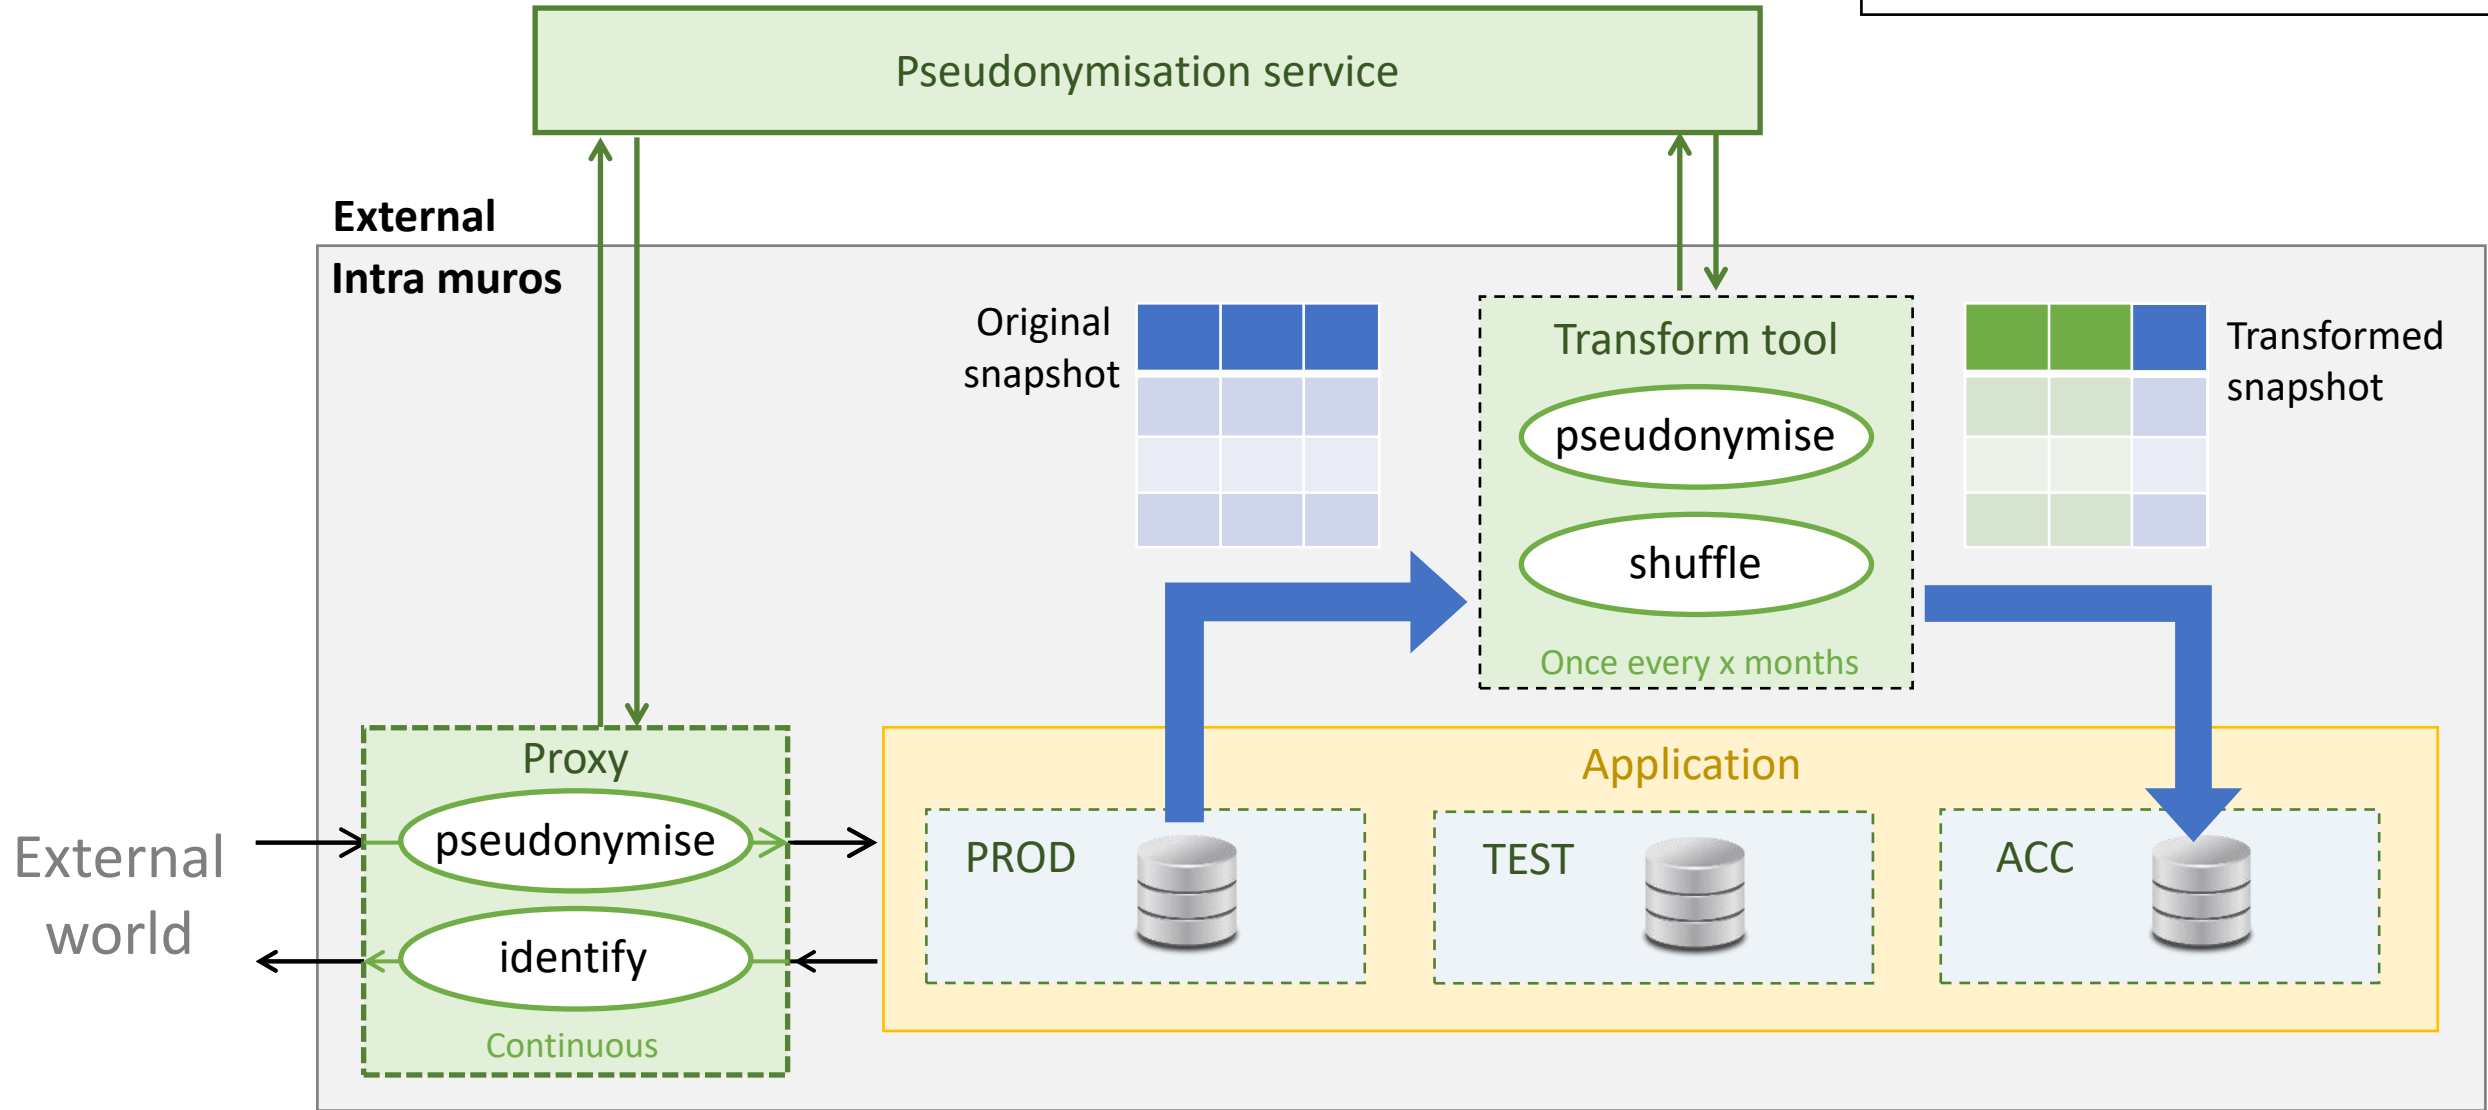 Pseudonymisation service
External
Intra muros
Original
snapshot
Transform tool
pseudonymise
shuffle
Once every x months
Transformed
snapshot
Proxy
pseudonymise
identify
Continuous
External
world
Application
PROD
TEST
ACC